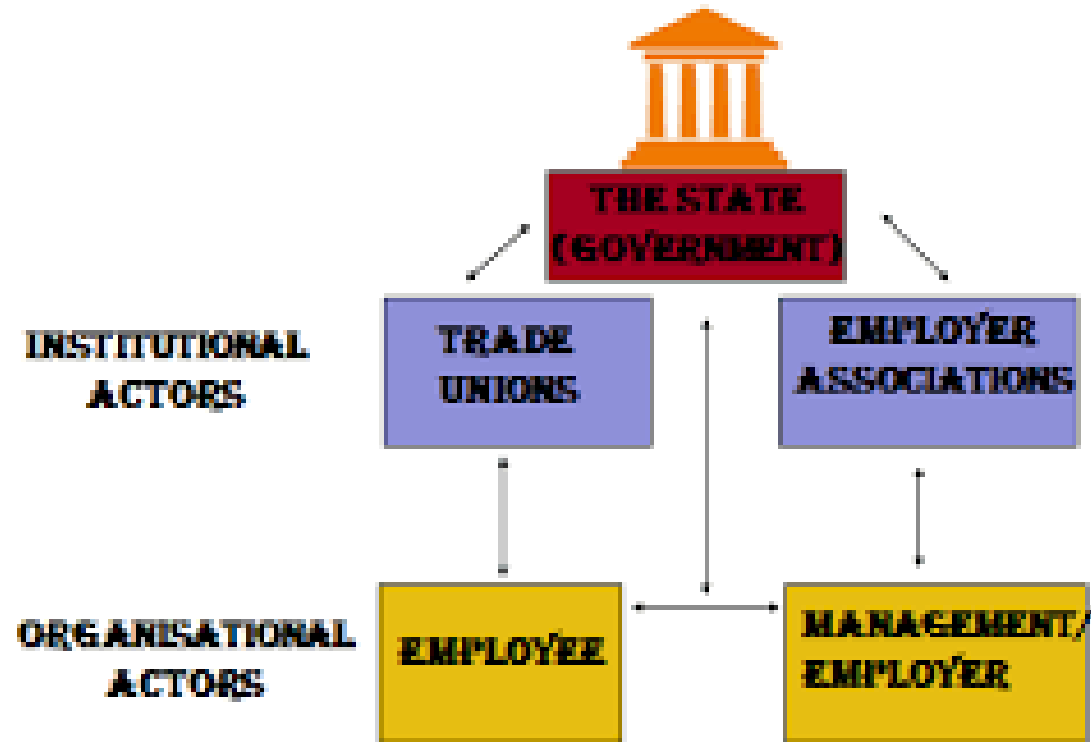 THE STATE
(GOVERNMENT)
INSTITUTIONAL
ACTORS
TRADE
UNIONS
EMPLOYER
ASSOCIATIONS
ORGANISATIONAL
ACTORS
EMPLOYEE
MANAGEMENT/
EMPLOYER